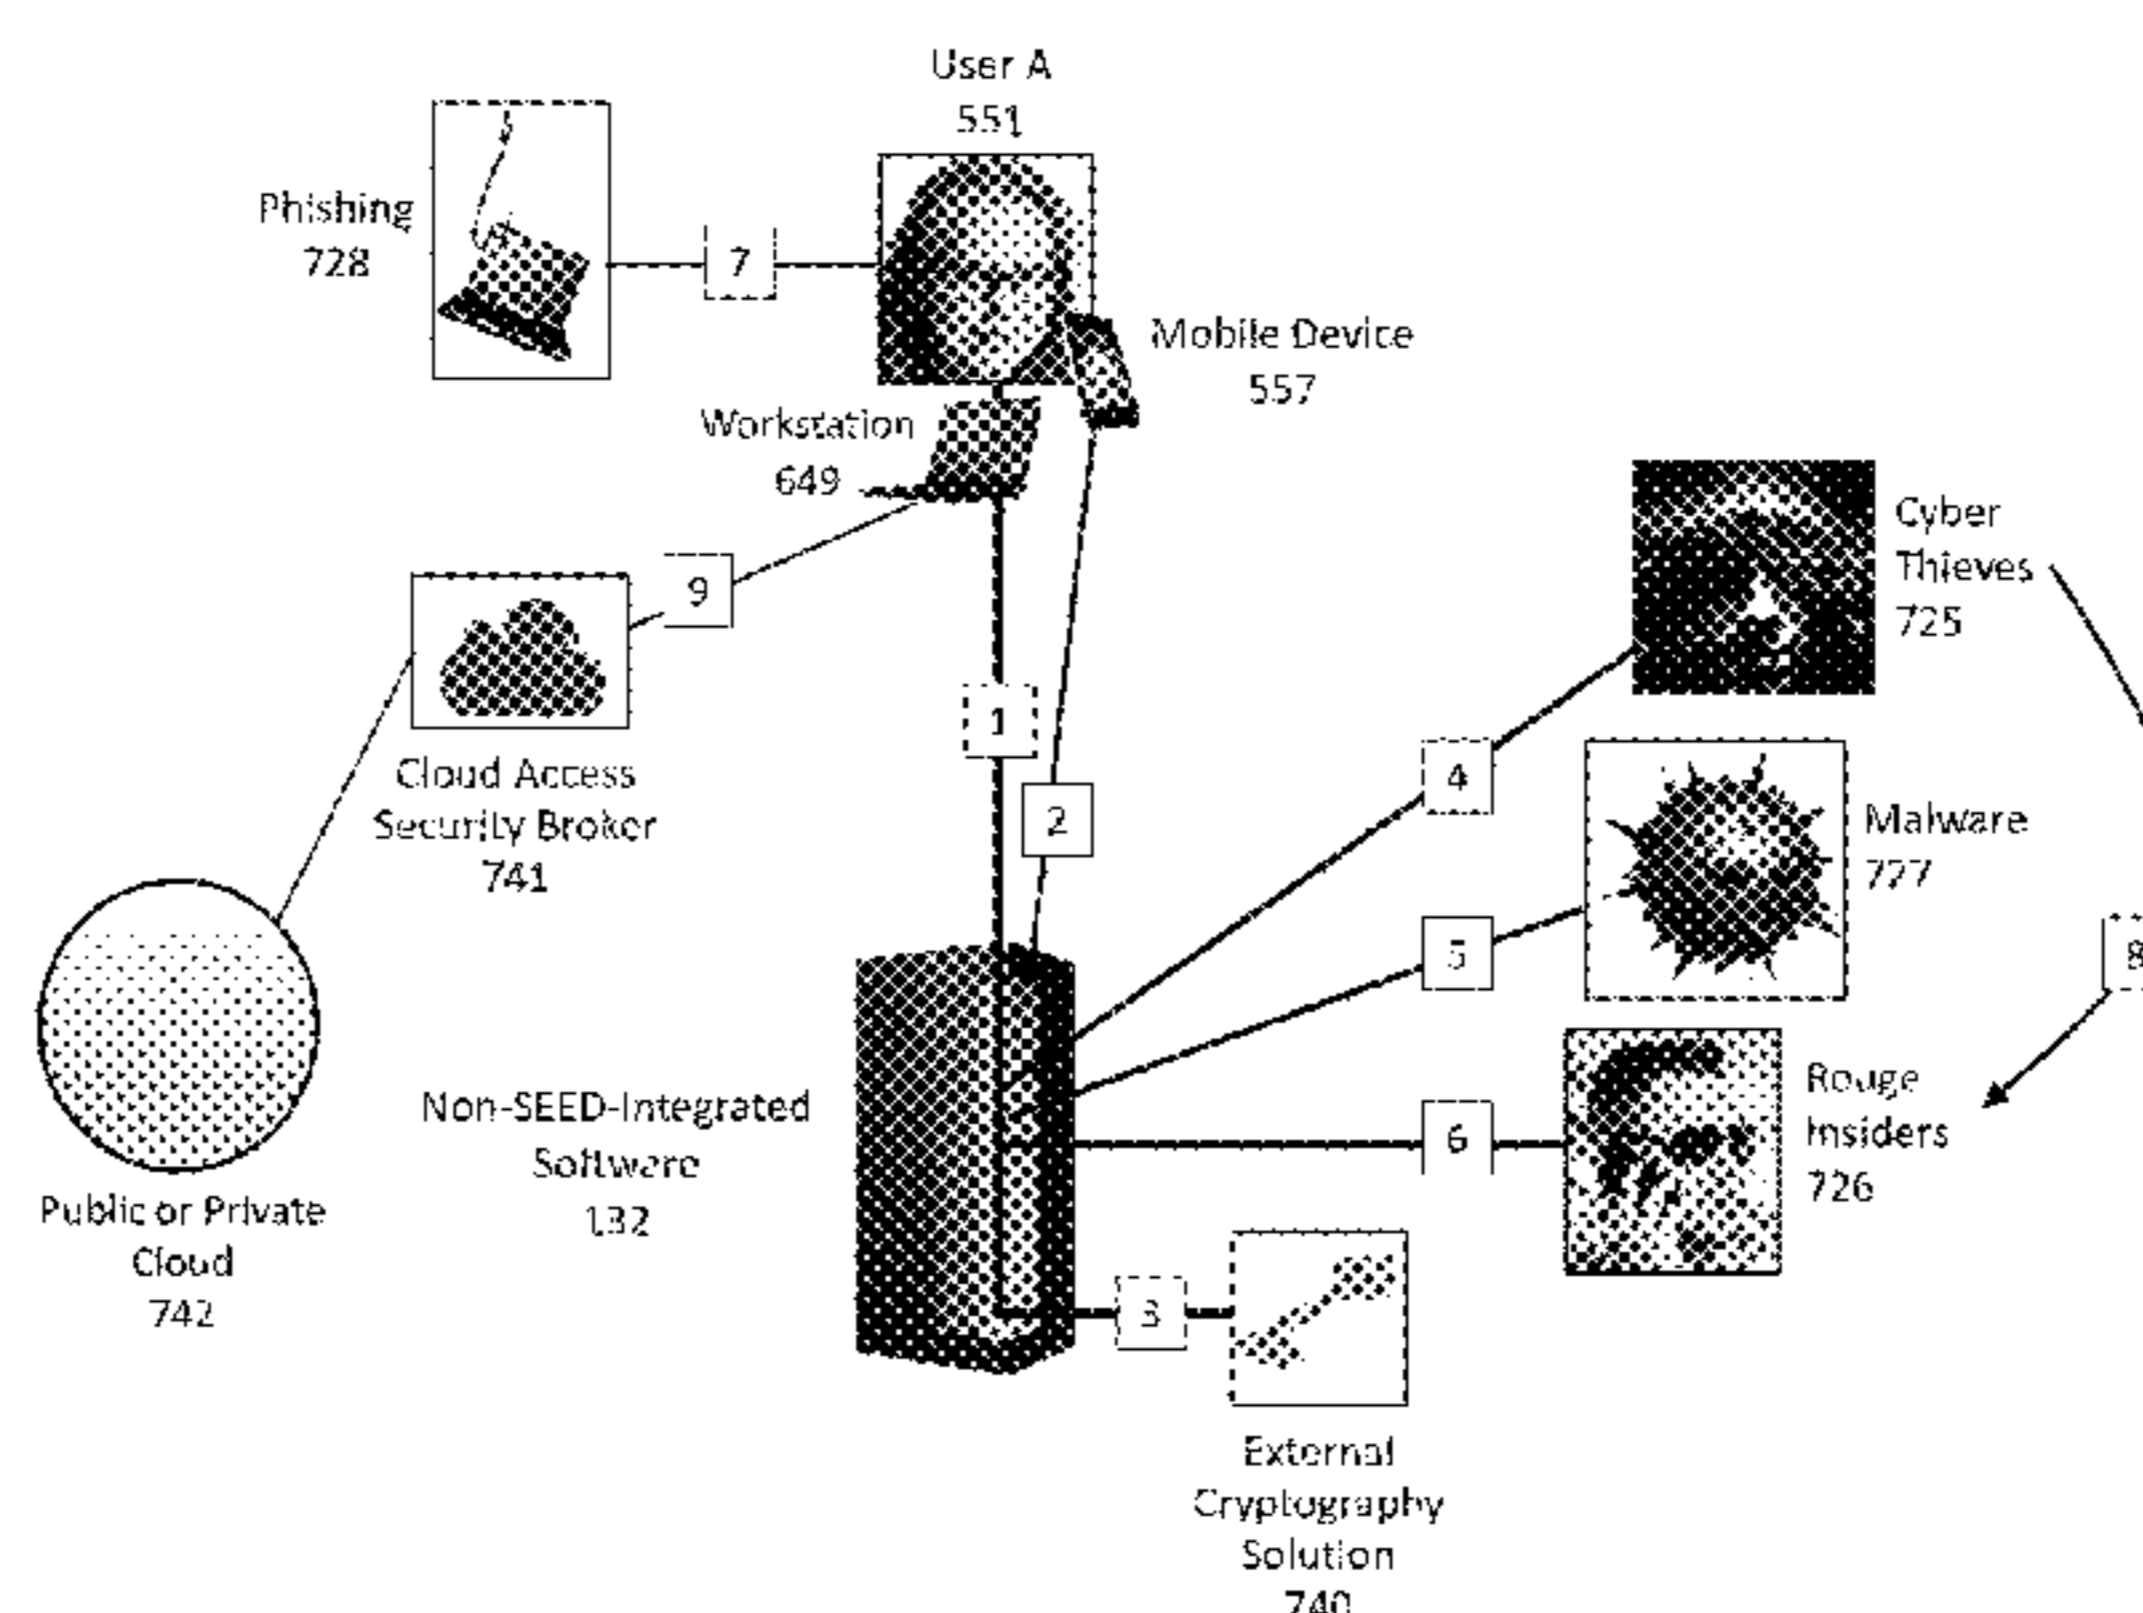 User A
551
Phishing
728
7
Mobile Device
557
Workstation
649
Cyber
Thieves
725
9
1
4
Cloud Access
Security Broker
741
2
Malware
727
5
8
Rouge
Insiders
726
6
Non-SEED-Integrated
Software
132
Public or Private
Cloud
742
3
External
Cryptography
Solution
740